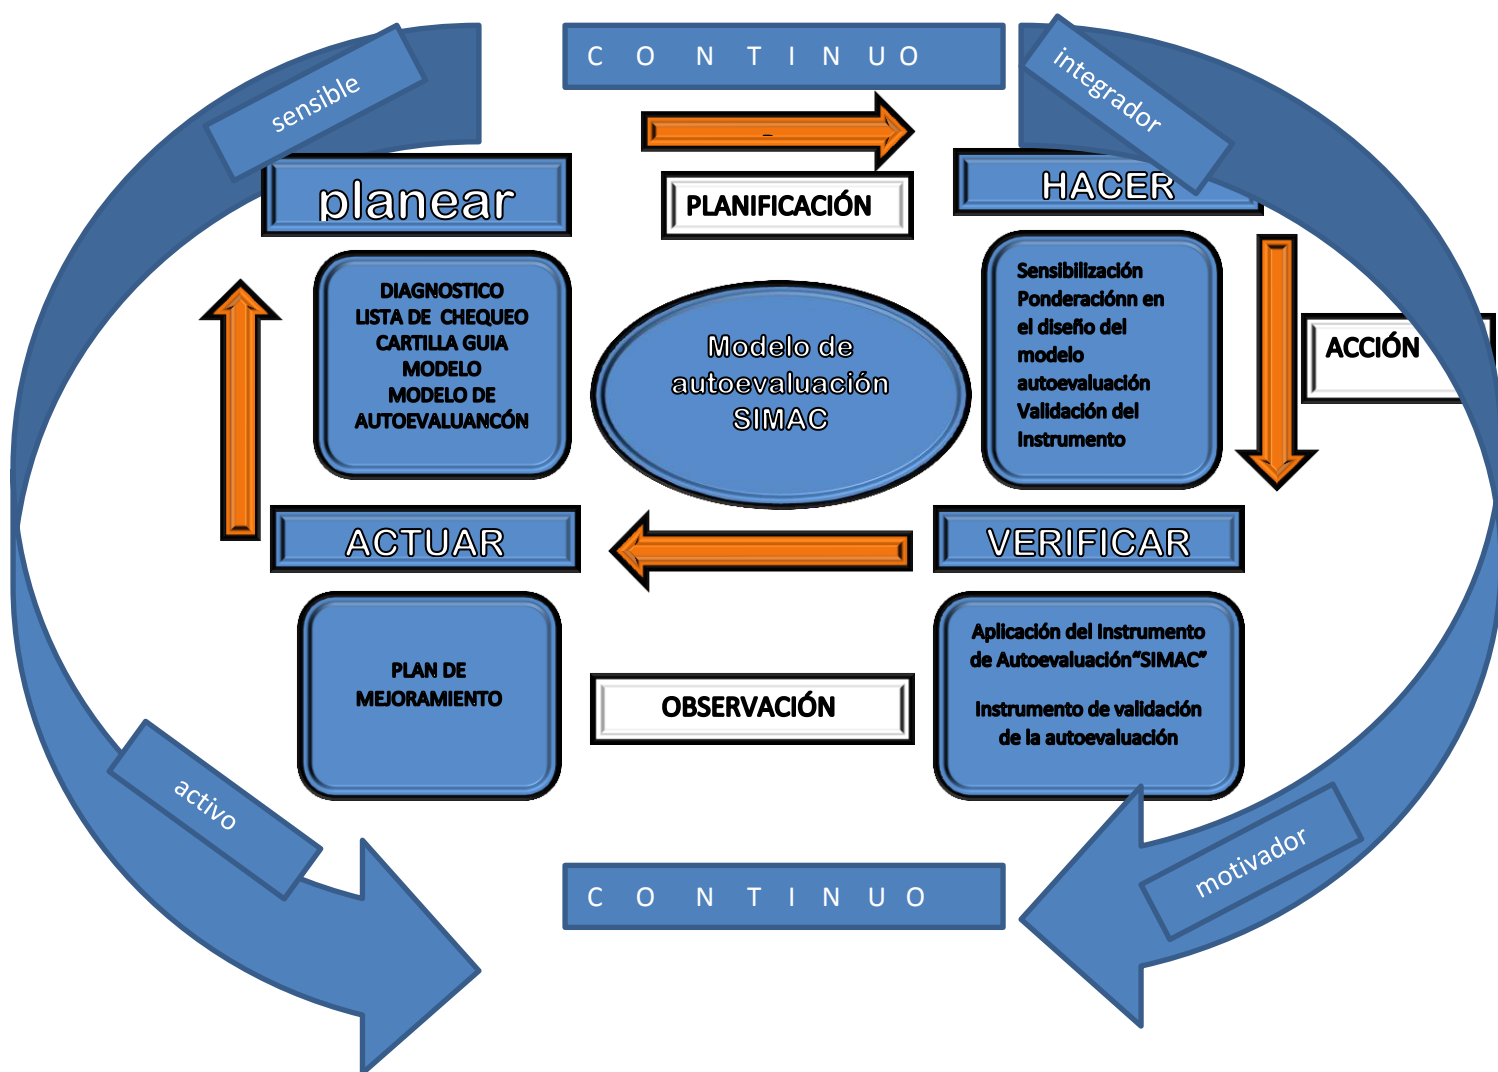 C O N T I N U O
sensible
integrador
planear
PLANIFICACIÓN
HACER
DIAGNOSTICO
LISTA DE CHEQUEO
CARTILLA GUIA
MODELO
MODELO DE
AUTOEVALUANCÓN
Modelo de
autoevaluación
SIMAC
Sensibilización
Ponderaciónn en
el diseño del
modelo
autoevaluación
Validación del
Instrumento
ACCIÓN
ACTUAR
VERIFICAR
PLAN DE
MEJORAMIENTO
OBSERVACIÓN
Aplicación del Instrumento
de Autoevaluación“SIMAC”
Instrumento de validación
de la autoevaluación
activo
motivador
C O N T I N U O